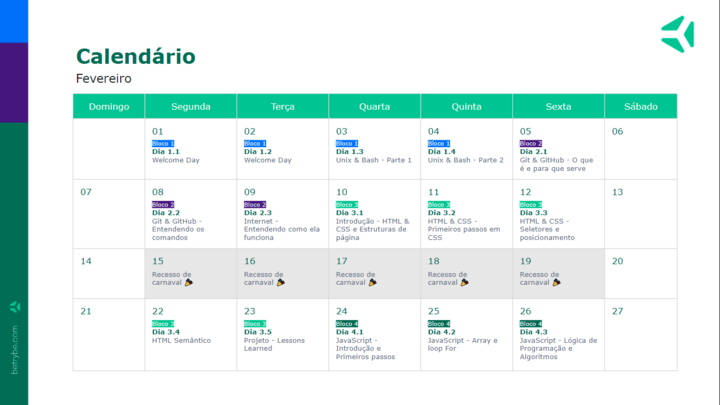 Calendário
Fevereiro
Domingo Segunda Terça Quarta Quinta Sexta Sábado
01
Bloco 1
Dia 1.1
Welcome Day
02
Bloco 1
Dia 1.2
Welcome Day
03
Bloco 1
Dia 1.3
Unix & Bash - Parte 1
04
Bloco 1
Dia 1.4
Unix & Bash - Parte 2
05
Bloco 2
Dia 2.1
Git & GitHub - O que
é e para que serve
06
07
08
Bloco 2
Dia 2.2
Git & GitHub -
Entendendo os
comandos
09
Bloco 2
Dia 2.3
Internet -
Entendendo como ela
funciona
10
Bloco 3
Dia 3.1
Introdução - HTML &
CSS e Estruturas de
página
11
Bloco 3
Dia 3.2
HTML & CSS -
Primeiros passos em
CSS
12
Bloco 3
Dia 3.3
HTML & CSS -
Seletores e
posicionamento
13
14
15
Recesso de
carnaval
16
Recesso de
carnaval
17
Recesso de
carnaval
18
Recesso de
carnaval
19
Recesso de
carnaval
20
21
22
Bloco 3
Dia 3.4
HTML Semântico
23
Bloco 3
Dia 3.5
Projeto - Lessons
Learned
24
Bloco 4
Dia 4.1
JavaScript -
Introdução e
Primeiros passos
25
Bloco 4
Dia 4.2
JavaScript - Array e
loop For
26
Bloco 4
Dia 4.3
JavaScript - Lógica de
Programação e
Algoritmos
27
betrybe.com